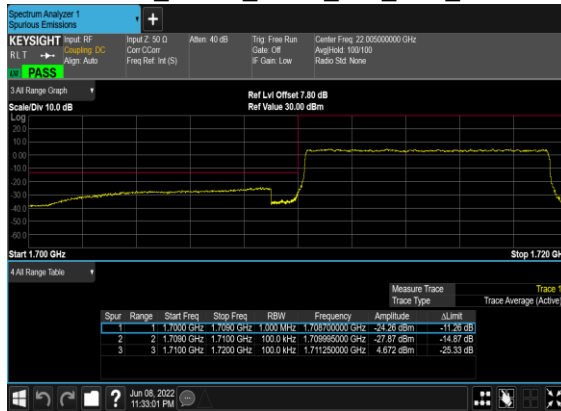 Spectrum Analyzer 1
Spurious Emissions
+
KEYSIGHT Input: RF
RLT
Coupling: DC
Align: Auto
Input Z: 50 Ω
Corr CCorr
Freq Ref: Int (S)
Atten: 40 dB
Trig: Free Run
Gate: Off
IF Gain: Low
Center Freq: 22.005000000 GHz
Avg|Hold: 100/100
Radio Std: None
PASS
3 All Range Graph
Scale/Div 10.0 dB
Ref Lvl Offset 7.80 dB
Ref Value 30.00 dBm
Log
20.0
10.0
0.00
-10.0
-20.0
-30.0
-40.0
-50.0
-60.0
Start 1.700 GHz
Stop 1.720 GH
4 All Range Table
Measure Trace Trace 1
Trace Type Trace Average (Active)
Spur Range Start Freq Stop Freq RBW Frequency Amplitude ΔLimit
1 1 1.7000 GHz 1.7090 GHz 1.000 MHz 1.708700000 GHz -24.26 dBm -11.26 dB
2 2 1.7090 GHz 1.7100 GHz 100.0 kHz 1.709995000 GHz -27.87 dBm -14.87 dB
3 3 1.7100 GHz 1.7200 GHz 100.0 kHz 1.711250000 GHz 4.672 dBm -25.33 dB
?
Jun 08, 2022
11:33:01 PM